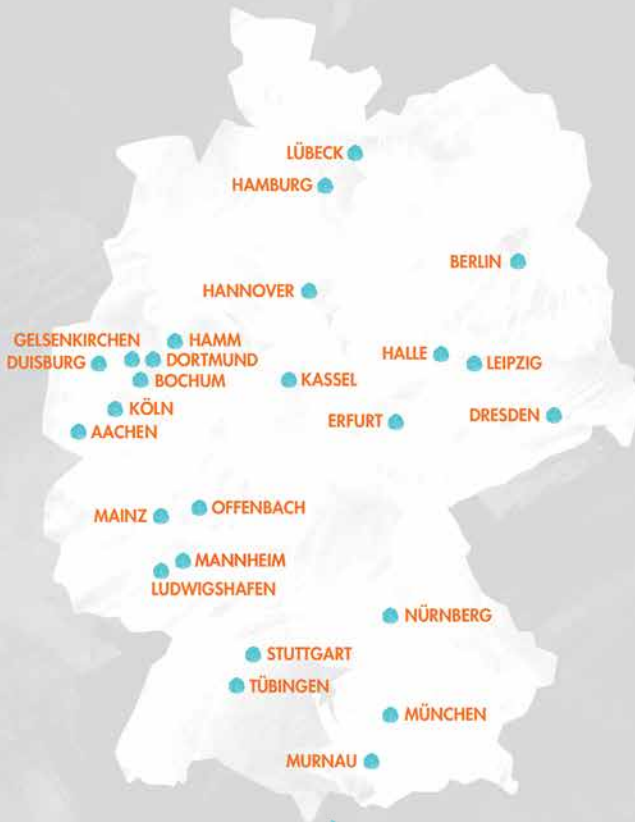 LÜBECK
HAMBURG
BERLIN
HANNOVER
GELSENKIRCHEN
HAMM
DUISBURG
DORTMUND
BOCHUM
HALLE
LEIPZIG
KASSEL
KÖLN
AACHEN
ERFURT
DRESDEN
OFFENBACH
MAINZ
MANNHEIM
LUDWIGSHAFEN
NÜRNBERG
STUTTGART
TÜBINGEN
MÜNCHEN
MURNAU